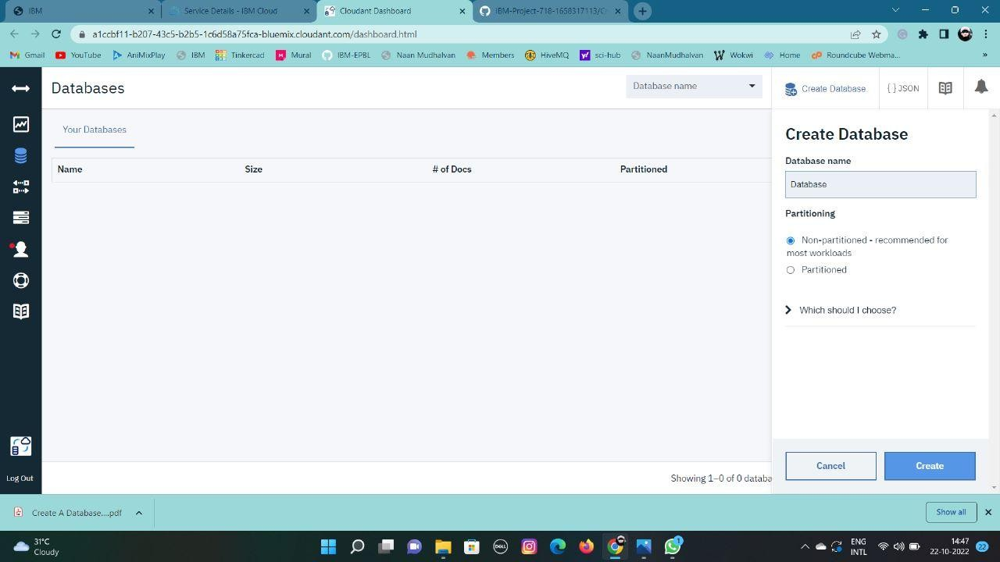 IBM
Service Details - IBM Cloud
Cloudant Dashboard
IBM-Project-718-1658317113/Cr
a1ccbf11-b207-43c5-b2b5-1c6d58a75fca-bluemix.cloudant.com/dashboard.html
Gmail
YouTube
AniMixPlay
IBM
Tinkercad
Mural
IBM-EPBL
Naan Mudhalvan
Members
HiveMQ
sci-hub
NaanMudhalvan
Wokwi
Home
Roundcube Webma...
»
Databases
Database name
Create Database
{ } JSON
Your Databases
Name
Size
# of Docs
Partitioned
Create Database
Database name
Database
Partitioning
Non-partitioned - recommended for
most workloads
Partitioned
Which should I choose?
Cancel
Create
Log Out
Showing 1–0 of 0 databa
Create A Database....pdf
Show all
31°C
Cloudy
DELL
1
ENG
INTL
14:47
22-10-2022
22